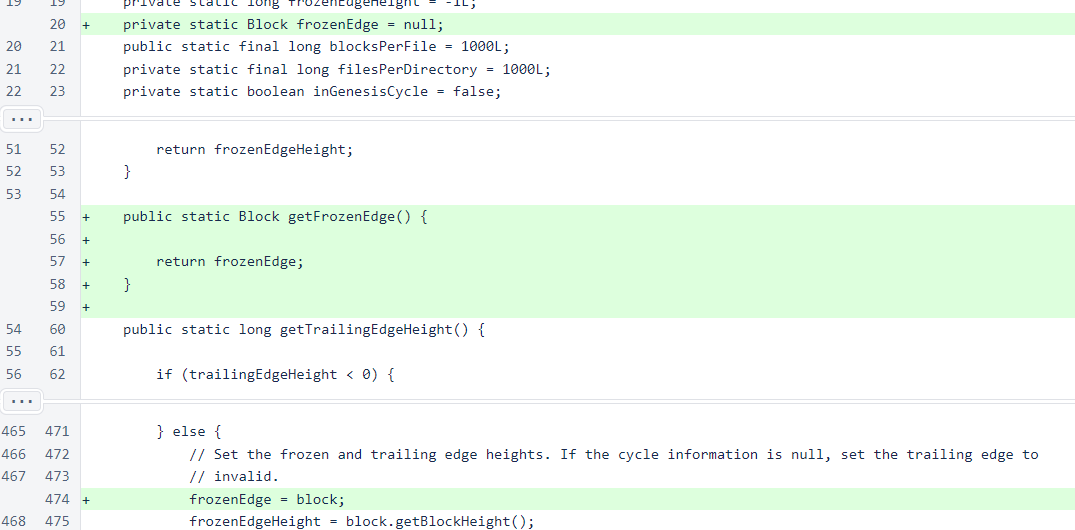 19 19 private static long frozenEdgeHeight = -1L;
20 + private static Block frozenEdge = null;
20 21 public static final long blocksPerFile = 1000L;
21 22 private static final long filesPerDirectory = 1000L;
22 23 private static boolean inGenesisCycle = false;
...
51 52 return frozenEdgeHeight;
52 53 }
53 54
55 + public static Block getFrozenEdge() {
56 +
57 + return frozenEdge;
58 + }
59 +
54 60 public static long getTrailingEdgeHeight() {
55 61
56 62 if (trailingEdgeHeight < 0) {
...
465 471 } else {
466 472 // Set the frozen and trailing edge heights. If the cycle information is null, set the trailing edge to
467 473 // invalid.
474 + frozenEdge = block;
468 475 frozenEdgeHeight = block.getBlockHeight();